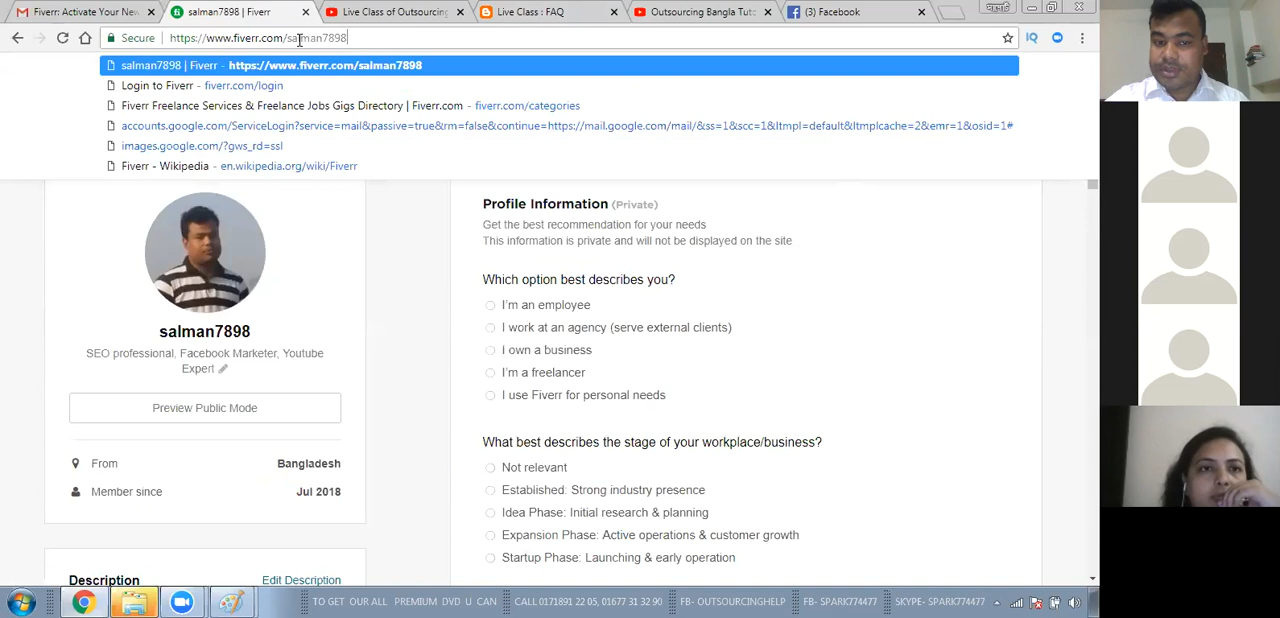 Fiverr: Activate Your New
salman7898 | Fiverr
Live Class of Outsourcing
Live Class : FAQ
Outsourcing Bangla Tuto
(3) Facebook
Secure
https://www.fiverr.com/salman7898
salman7898 | Fiverr - https://www.fiverr.com/salman7898
Login to Fiverr - fiverr.com/login
Fiverr Freelance Services & Freelance Jobs Gigs Directory | Fiverr.com - fiverr.com/categories
accounts.google.com/ServiceLogin?service=mail&passive=true&rm=false&continue=https://mail.google.com/mail/&ss=1&scc=1&ltmpl=default&ltmplcache=2&emr=1&osid=1#
images.google.com/?gws_rd=ssl
Fiverr - Wikipedia - en.wikipedia.org/wiki/Fiverr
salman7898
SEO professional, Facebook Marketer, Youtube
Expert
Preview Public Mode
From Bangladesh
Member since Jul 2018
Description Edit Description
Profile Information (Private)
Get the best recommendation for your needs
This information is private and will not be displayed on the site
Which option best describes you?
I'm an employee
I work at an agency (serve external clients)
I own a business
I'm a freelancer
I use Fiverr for personal needs
What best describes the stage of your workplace/business?
Not relevant
Established: Strong industry presence
Idea Phase: Initial research & planning
Expansion Phase: Active operations & customer growth
Startup Phase: Launching & early operation
TO GET OUR ALL PREMIUM DVD U CAN
CALL 0171891 22 05, 01677 31 32 90
FB- OUTSOURCINGHELP
FB- SPARK774477
SKYPE- SPARK774477